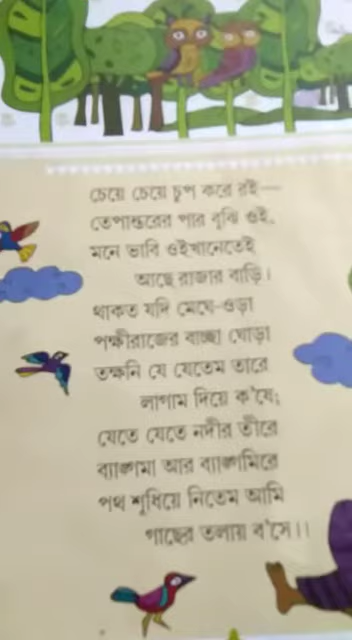 চেয়ে চেয়ে চুপ করে রই—
তেপান্তরের পার বুঝি ওই,
মনে ভাবি ওইখানেতেই
আছে রাজার বাড়ি।
থাকত যদি মেঘে-ওড়া
পক্ষীরাজের বাচ্ছা ঘোড়া
তক্ষনি যে যেতেম তারে
লাগাম দিয়ে ক'ষে;
যেতে যেতে নদীর তীরে
ব্যাঙ্গমা আর ব্যাঙ্গমিরে
পথ শুধিয়ে নিতেম আমি
গাছের তলায় ব'সে।।